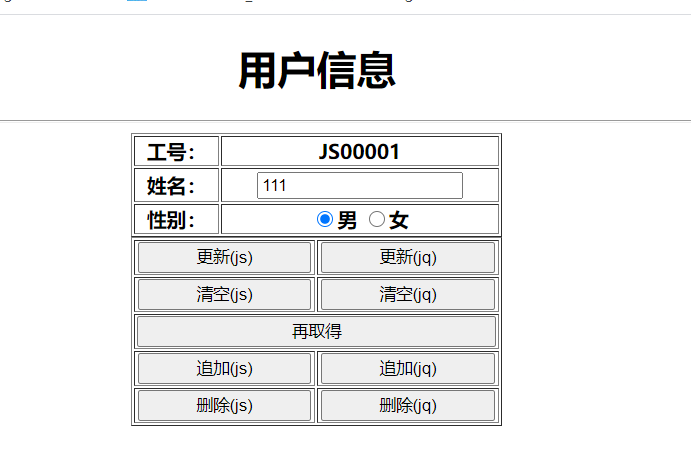 用户信息
工号： JS00001
姓名： 111
性别： 男 女
更新(js) 更新(jq)
清空(js) 清空(jq)
再取得
追加(js) 追加(jq)
删除(js) 删除(jq)